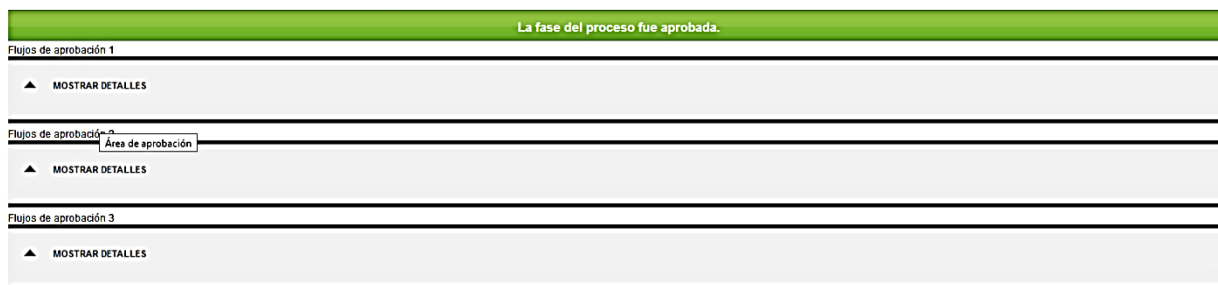 La fase del proceso fue aprobada.
Flujos de aprobación 1
MOSTRAR DETALLES
Flujos de aprobación
Área de aprobación
MOSTRAR DETALLES
Flujos de aprobación 3
MOSTRAR DETALLES